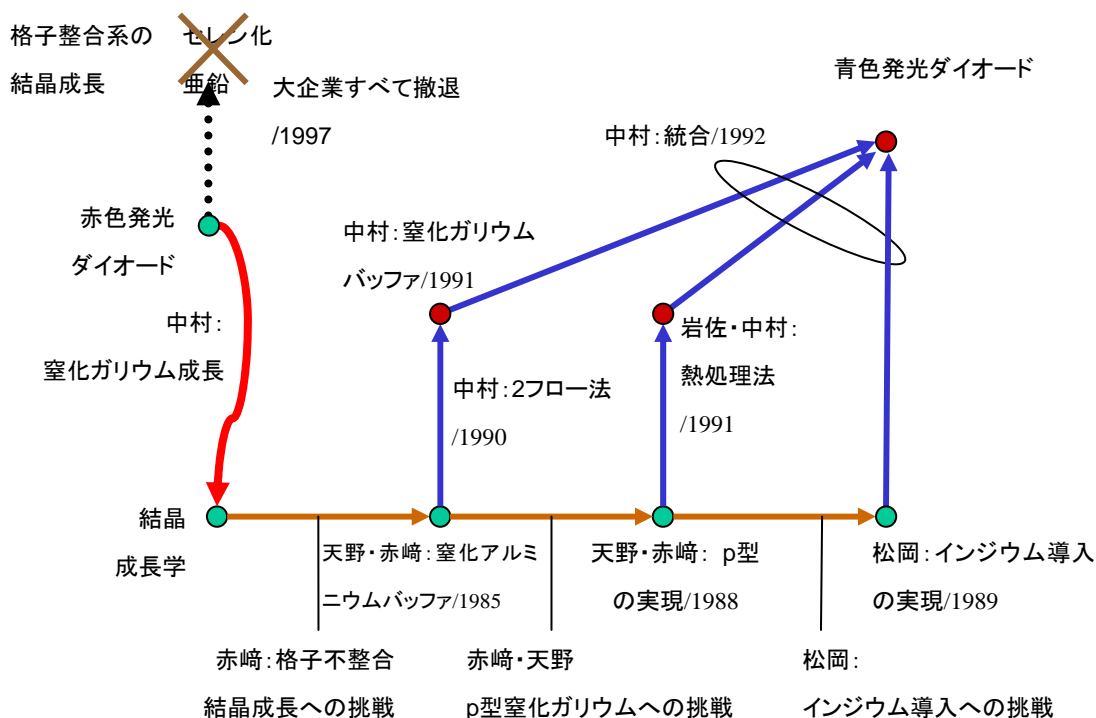 格子整合系の
結晶成長
セレン化
亜鉛
大企業すべて撤退
/1997
青色発光ダイオード
中村：統合/1992
赤色発光
ダイオード
中村：窒化ガリウム
バッファ/1991
中村：
窒化ガリウム成長
岩佐・中村：
熱処理法
/1991
中村：2フロー法
/1990
結晶
成長学
天野・赤﨑：窒化アルミ
ニウムバッファ/1985
天野・赤﨑： p型
の実現/1988
松岡：インジウム導入
の実現/1989
赤﨑：格子不整合
結晶成長への挑戦
赤﨑・天野
p型窒化ガリウムへの挑戦
松岡：
インジウム導入への挑戦